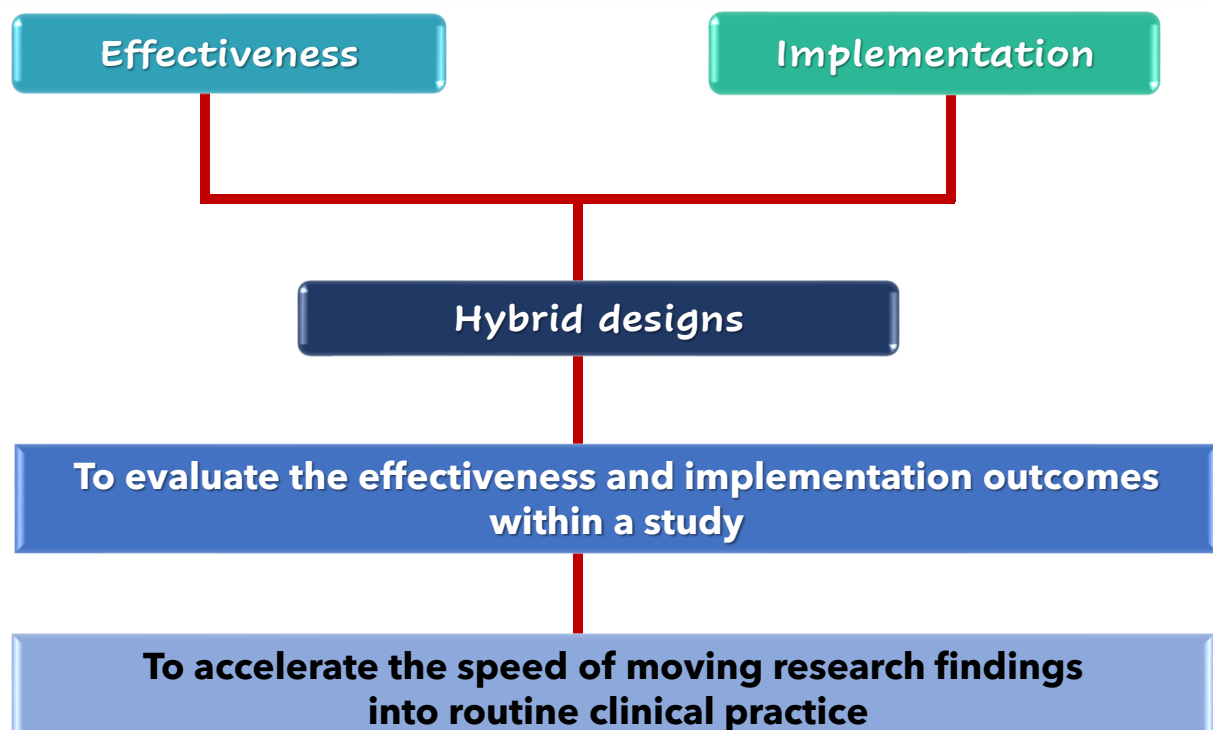 Effectiveness
Implementation
Hybrid designs
To evaluate the effectiveness and implementation outcomes
within a study
To accelerate the speed of moving research findings
into routine clinical practice